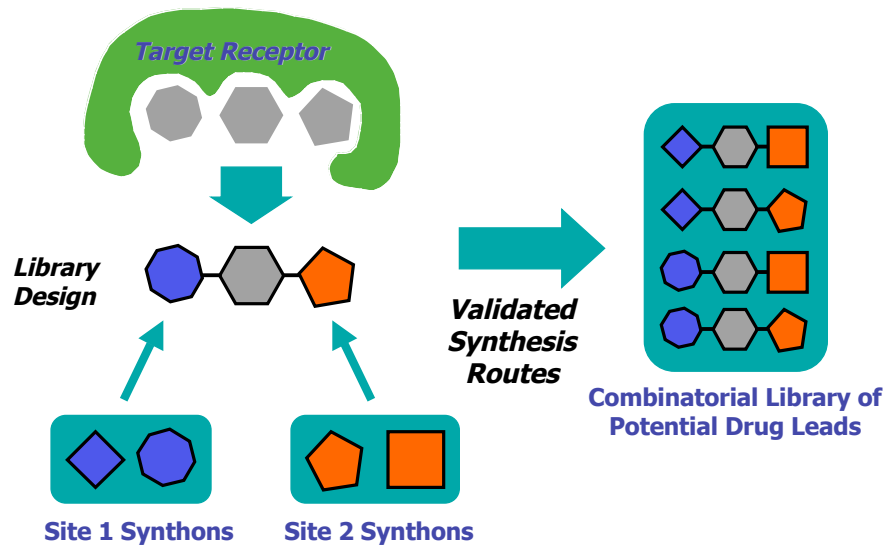 Target Receptor
Library
Design
Validated
Synthesis
Routes
Combinatorial Library of
Potential Drug Leads
Site 1 Synthons
Site 2 Synthons